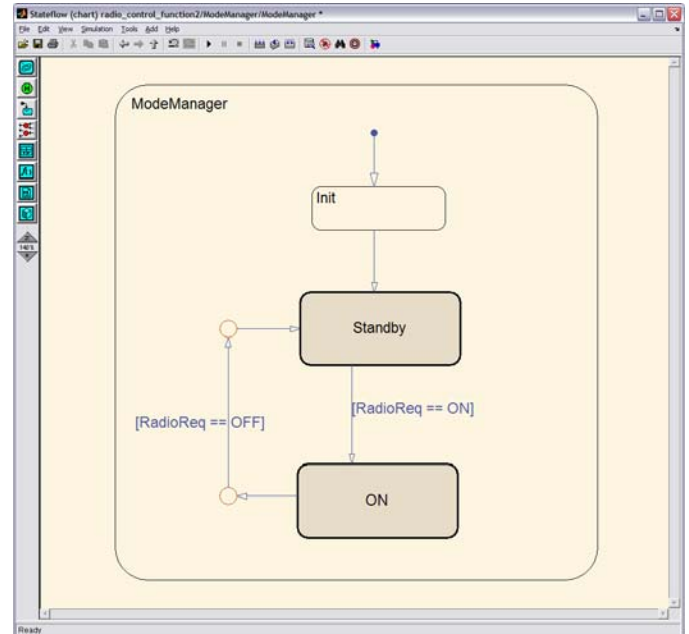 Stateflow (chart) radio_control_function2/ModeManager/ModeManager *
File Edit View Simulation Tools Add Help
ModeManager
Init
140%
Standby
[RadioReq == ON]
[RadioReq == OFF]
ON
Ready